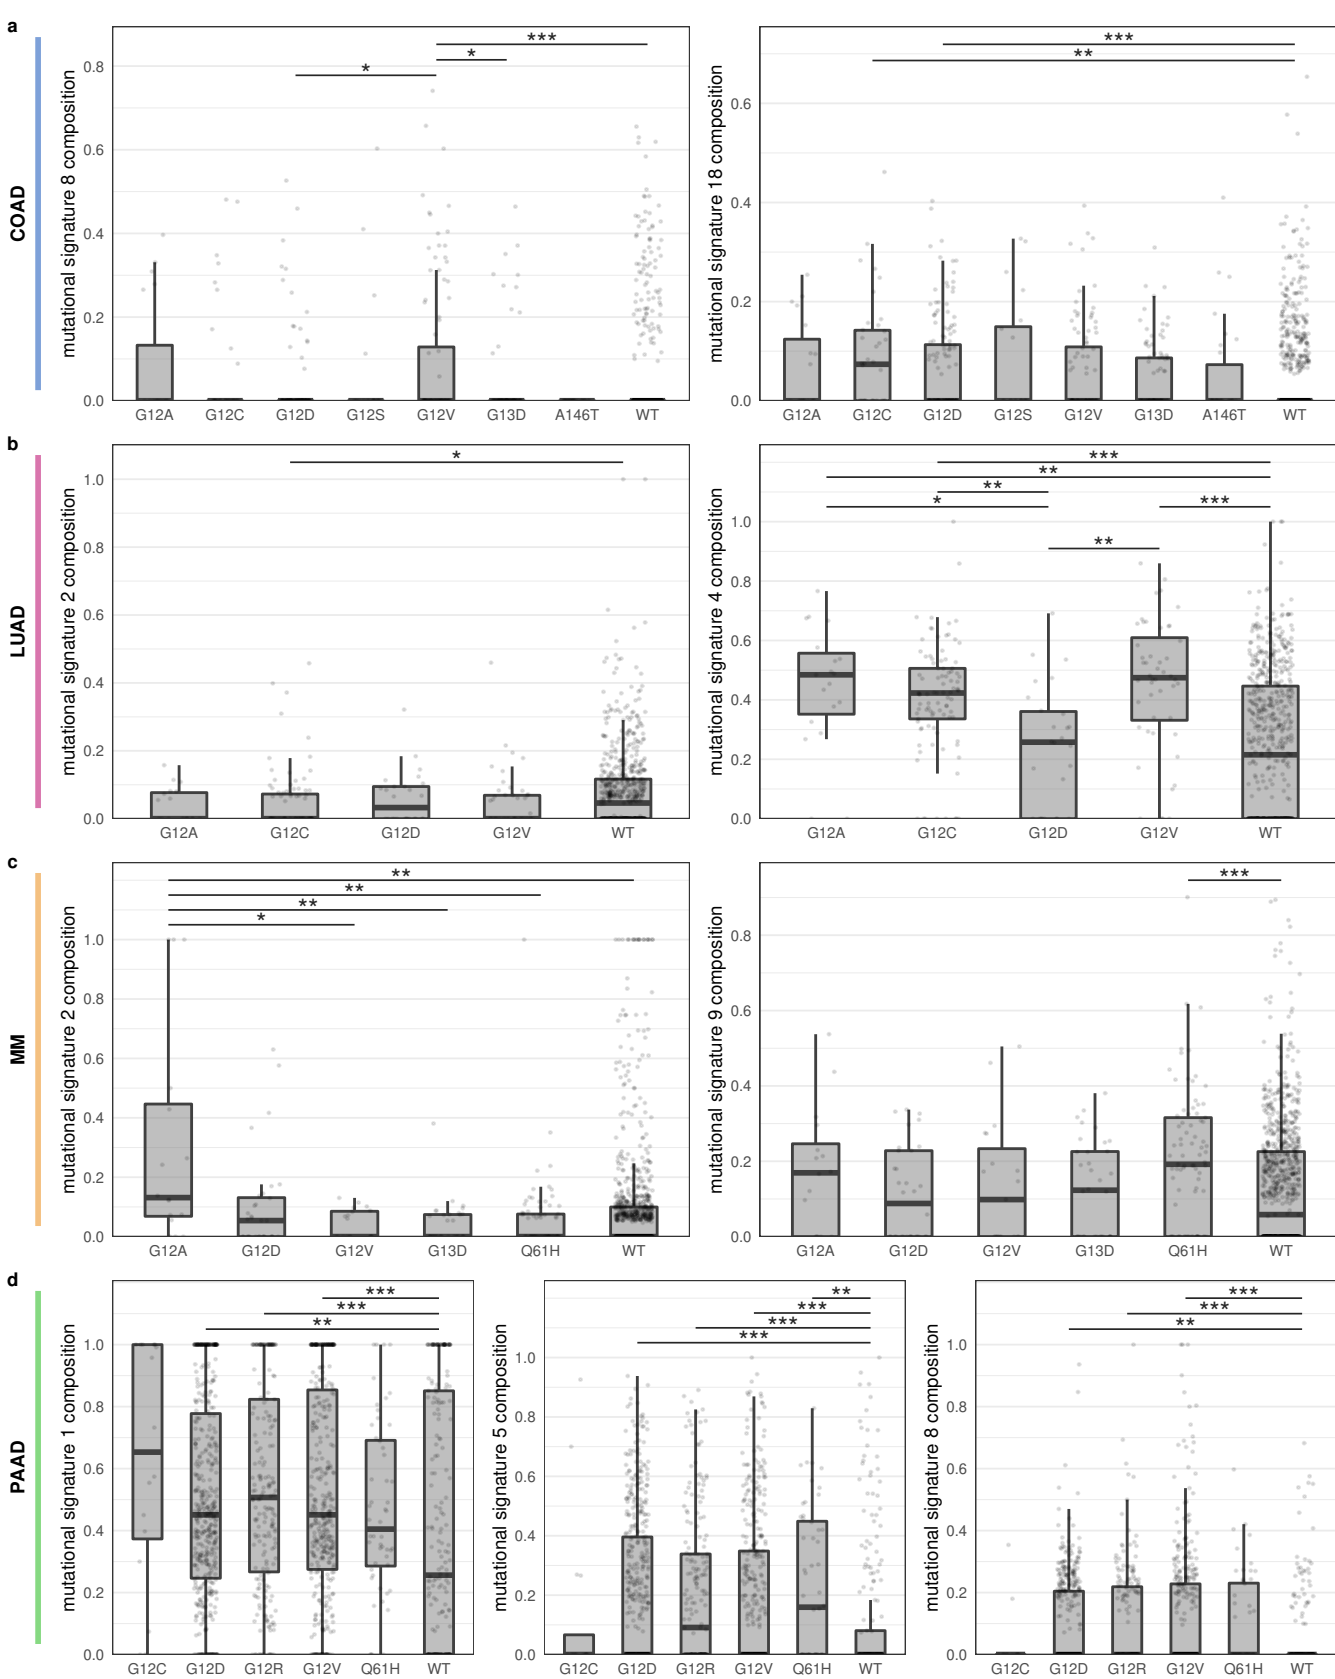 a
COAD
mutational signature 8 composition
0.8
0.6
0.4
0.2
0.0
***
*
*
G12A G12C G12D G12S G12V G13D A146T WT
mutational signature 18 composition
0.6
0.4
0.2
0.0
***
**
G12A G12C G12D G12S G12V G13D A146T WT
b
LUAD
mutational signature 2 composition
1.0
0.8
0.6
0.4
0.2
0.0
*
G12A G12C G12D G12V WT
mutational signature 4 composition
1.0
0.8
0.6
0.4
0.2
0.0
***
**
**
* ***
**
G12A G12C G12D G12V WT
c
MM
mutational signature 2 composition
1.0
0.8
0.6
0.4
0.2
0.0
**
**
**
*
G12A G12D G12V G13D Q61H WT
mutational signature 9 composition
0.8
0.6
0.4
0.2
0.0
***
G12A G12D G12V G13D Q61H WT
d
PAAD
mutational signature 1 composition
1.0
0.8
0.6
0.4
0.2
0.0
***
***
**
G12C G12D G12R G12V Q61H WT
mutational signature 5 composition
1.0
0.8
0.6
0.4
0.2
0.0
**
***
***
***
G12C G12D G12R G12V Q61H WT
mutational signature 8 composition
1.0
0.8
0.6
0.4
0.2
0.0
***
***
**
G12C G12D G12R G12V Q61H WT